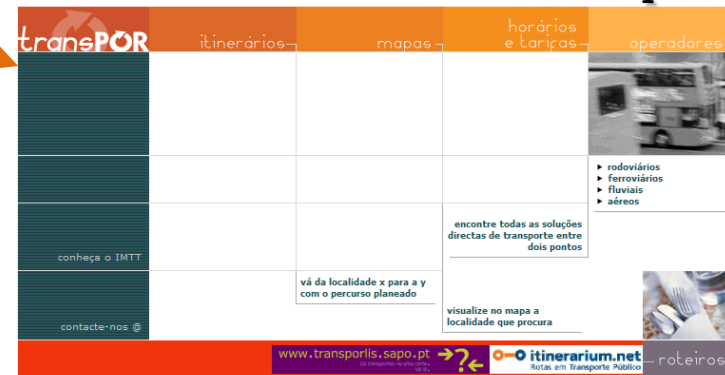 transPOR
itinerários
mapas
horários
e tarifas
operadores
rodoviários
ferroviários
fluviais
aéreos
encontre todas as soluções
directas de transporte entre
dois pontos
conheça o IMTT
vá da localidade x para a y
com o percurso planeado
visualize no mapa a
localidade que procura
contacte-nos @
www.transporlis.sapo.pt
itinerarium.net
Rotas em Transporte Público
roteiros